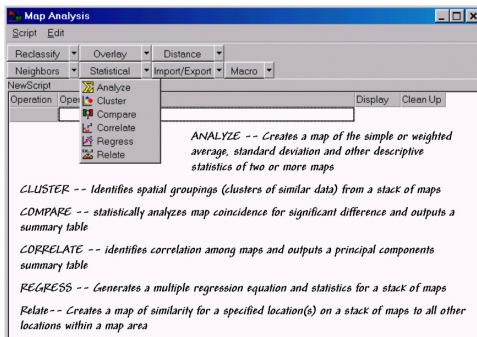 Map Analysis
Script Edit
Reclassify Overlay Distance
Neighbors Statistical Import/Export Macro
NewScript
Operation Oper Display Clean Up
Analyze
Cluster
Compare
Correlate
Regress
Relate
ANALYZE -- Creates a map of the simple or weighted
average, standard deviation and other descriptive
statistics of two or more maps
CLUSTER -- Identifies spatial groupings (clusters of similar data) from a stack of maps
COMPARE -- statistically analyzes map coincidence for significant difference and outputs a
summary table
CORRELATE -- identifies correlation among maps and outputs a principal components
summary table
REGRESS -- Generates a multiple regression equation and statistics for a stack of maps
Relate-- Creates a map of similarity for a specified location(s) on a stack of maps to all other
locations within a map area